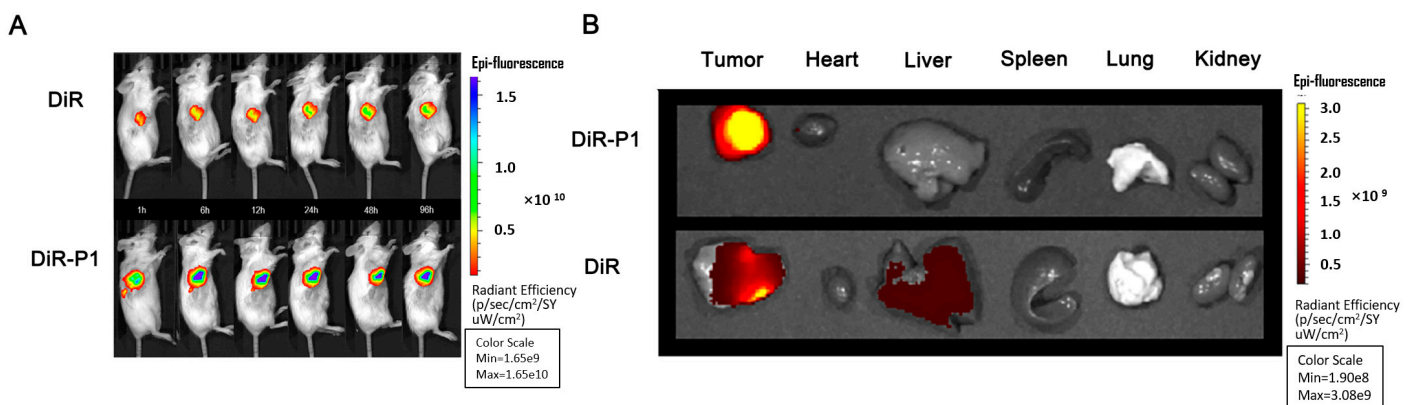 A
DiR
DiR-P1
1h 6h 12h 24h 48h 96h
Epi-fluorescence
1.5
1.0
×10 10
0.5
Radiant Efficiency
(p/sec/cm²/SY
uW/cm²)
Color Scale
Min=1.65e9
Max=1.65e10
B
Tumor Heart Liver Spleen Lung Kidney
DiR-P1
DiR
Epi-fluorescence
3.0
2.5
2.0
1.5
×10 9
1.0
0.5
Radiant Efficiency
(p/sec/cm²/SY
uW/cm²)
Color Scale
Min=1.90e8
Max=3.08e9